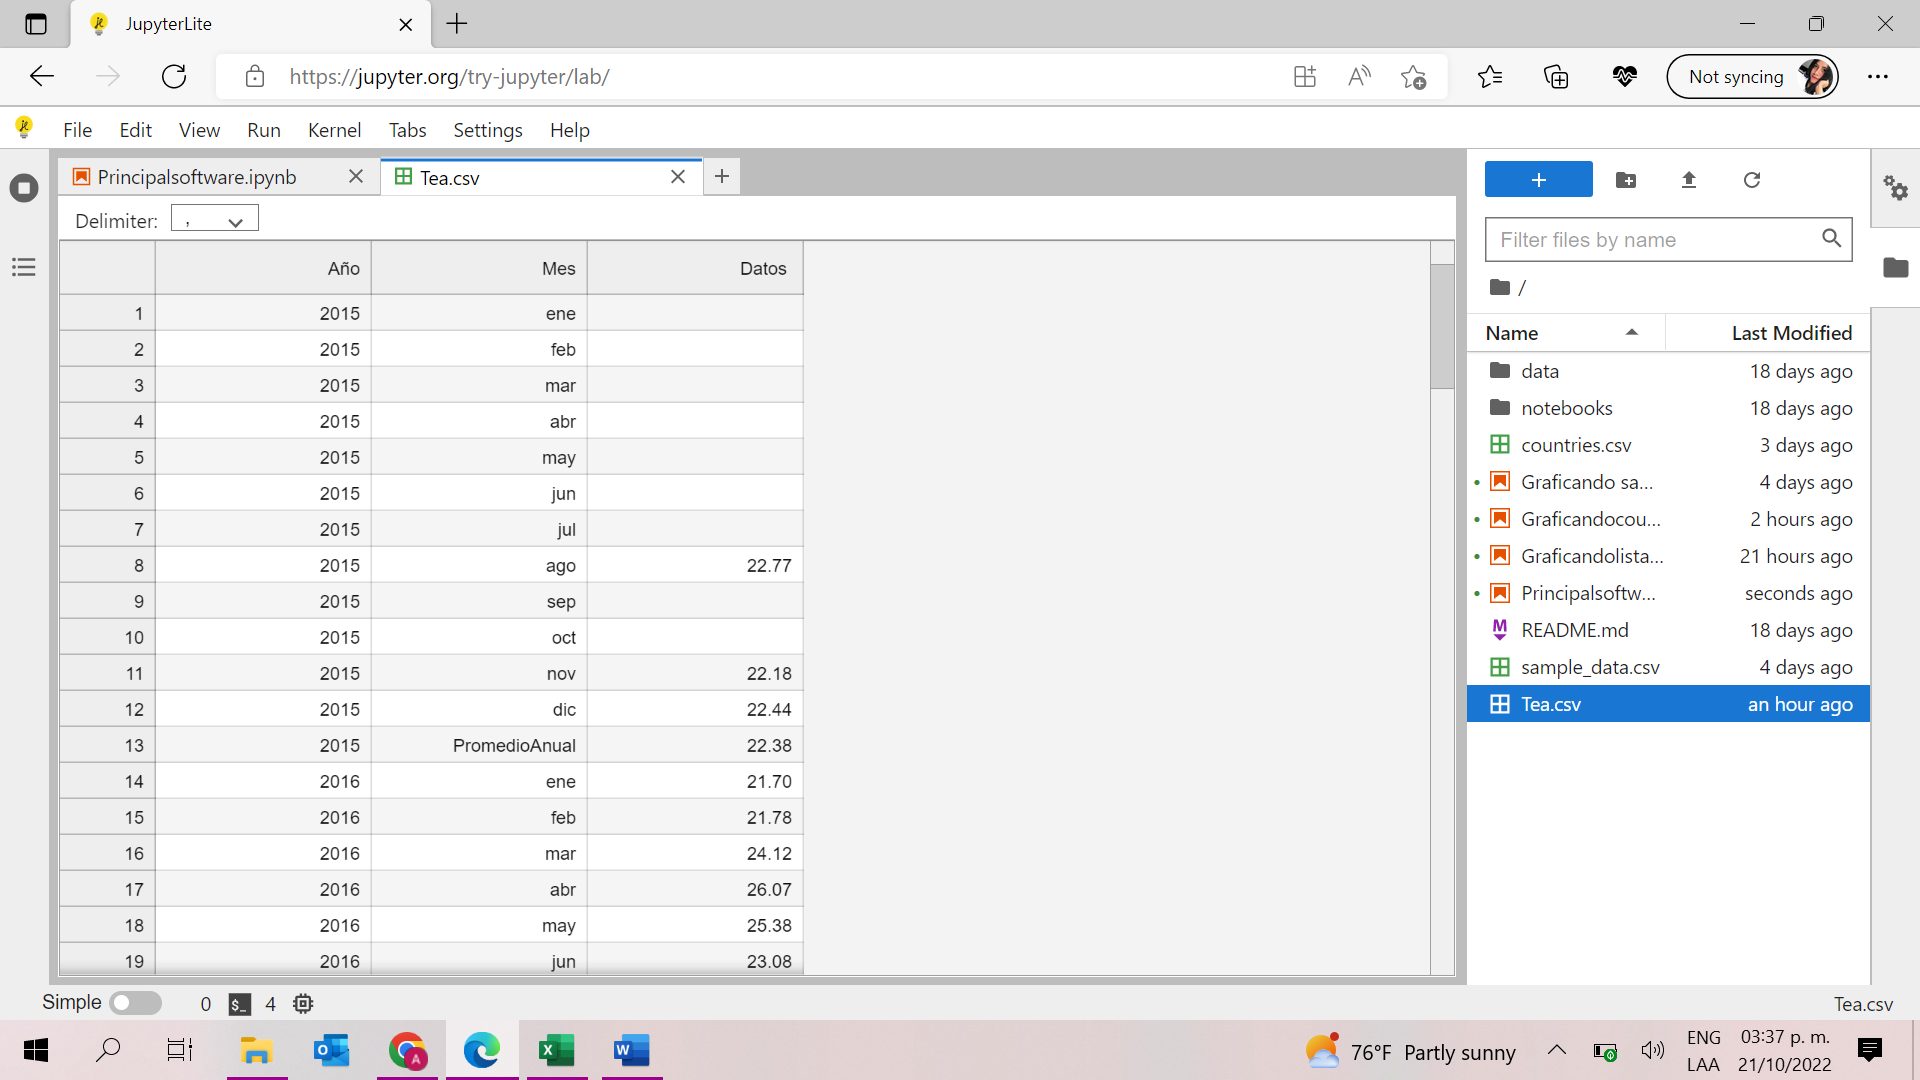 JupyterLite
https://jupyter.org/try-jupyter/lab/
Not syncing
File Edit View Run Kernel Tabs Settings Help
Principalsoftware.ipynb
Tea.csv
Delimiter: ,
Año Mes Datos
1 2015 ene
2 2015 feb
3 2015 mar
4 2015 abr
5 2015 may
6 2015 jun
7 2015 jul
8 2015 ago 22.77
9 2015 sep
10 2015 oct
11 2015 nov 22.18
12 2015 dic 22.44
13 2015 PromedioAnual 22.38
14 2016 ene 21.70
15 2016 feb 21.78
16 2016 mar 24.12
17 2016 abr 26.07
18 2016 may 25.38
19 2016 jun 23.08
Filter files by name
/
Name Last Modified
data 18 days ago
notebooks 18 days ago
countries.csv 3 days ago
Graficando sa... 4 days ago
Graficandocou... 2 hours ago
Graficandolista... 21 hours ago
Principalsoftw... seconds ago
README.md 18 days ago
sample_data.csv 4 days ago
Tea.csv an hour ago
Simple 0 $_ 4
Tea.csv
76°F Partly sunny
ENG
LAA
03:37 p. m.
21/10/2022